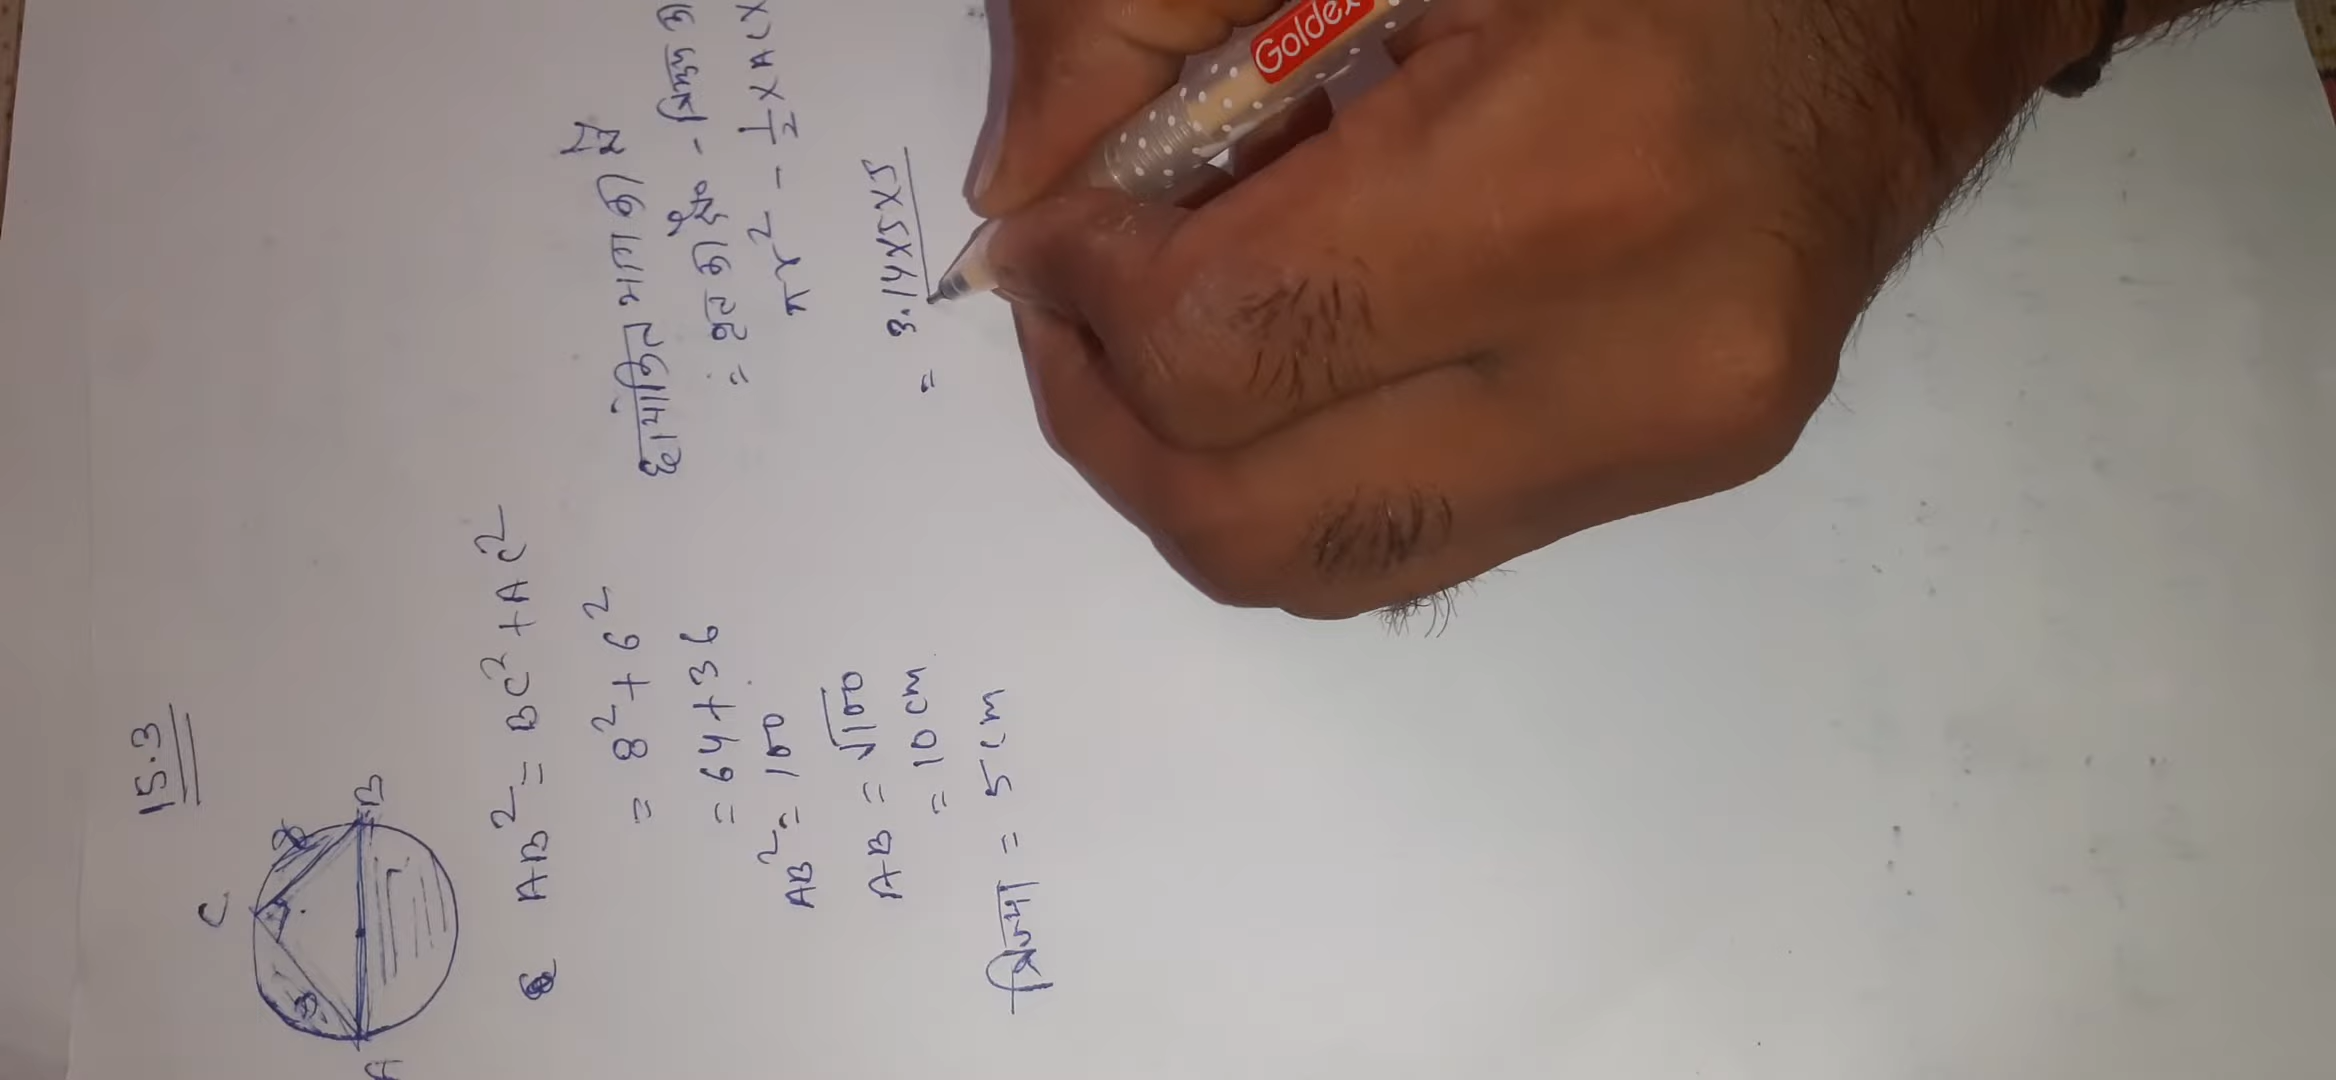 15.3
C
8
6
A
B
AB² = BC² + AC²
= 8² + 6²
= 64 + 36
AB² = 100
AB = √100
= 10 cm
त्रिज्या = 5 cm
छायांकित भाग का
= वृत्त का क्षे० -
πr² - 1/2 × AC ×
= 3.14×5×5
Goldex